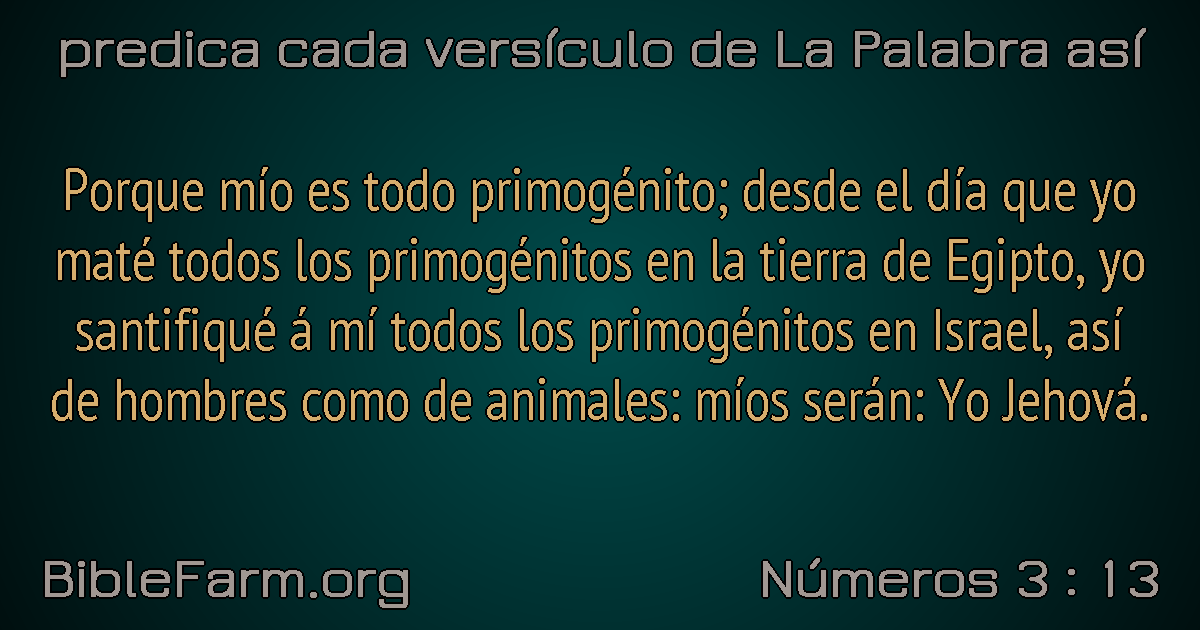 predica cada versículo de La Palabra así
Porque mío es todo primogénito; desde el día que yo
maté todos los primogénitos en la tierra de Egipto, yo
santifiqué á mí todos los primogénitos en Israel, así
de hombres como de animales: míos serán: Yo Jehová.
BibleFarm.org
Números 3 : 13